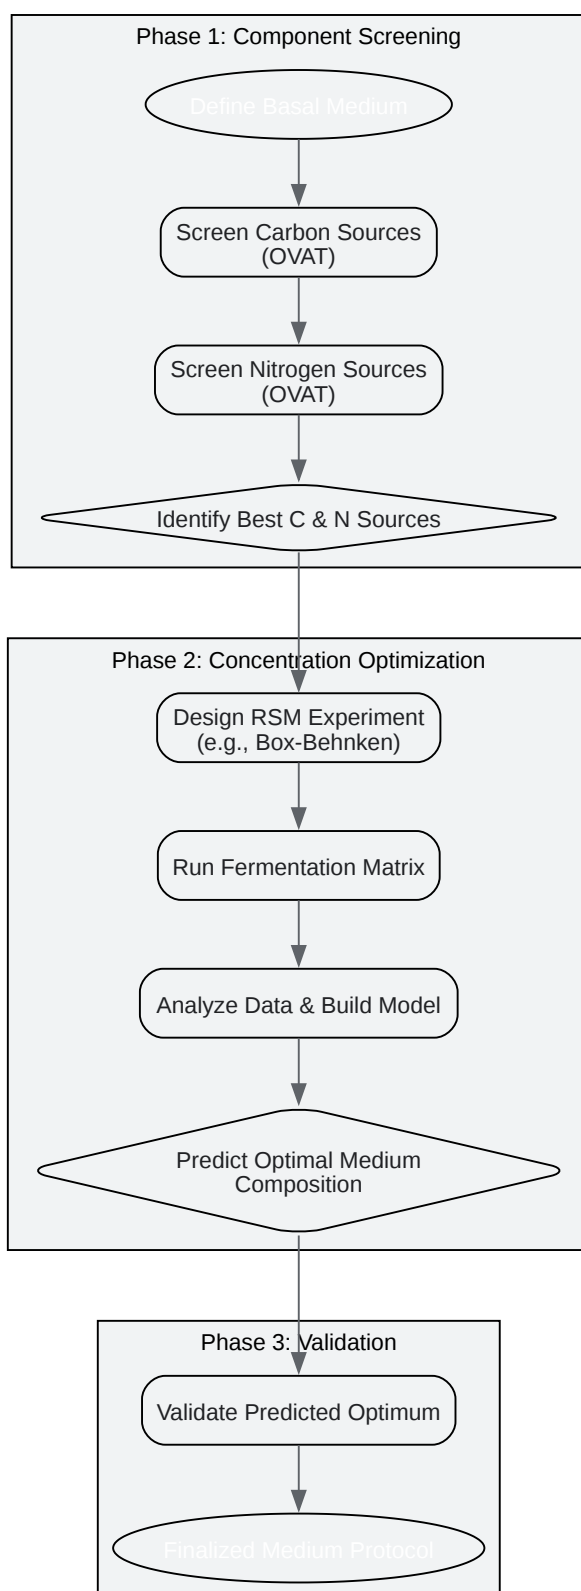 Phase 1: Component Screening
Define Basal Medium
Screen Carbon Sources
(OVAT)
Screen Nitrogen Sources
(OVAT)
Identify Best C & N Sources
Phase 2: Concentration Optimization
Design RSM Experiment
(e.g., Box-Behnken)
Run Fermentation Matrix
Analyze Data & Build Model
Predict Optimal Medium
Composition
Phase 3: Validation
Validate Predicted Optimum
Finalized Medium Protocol